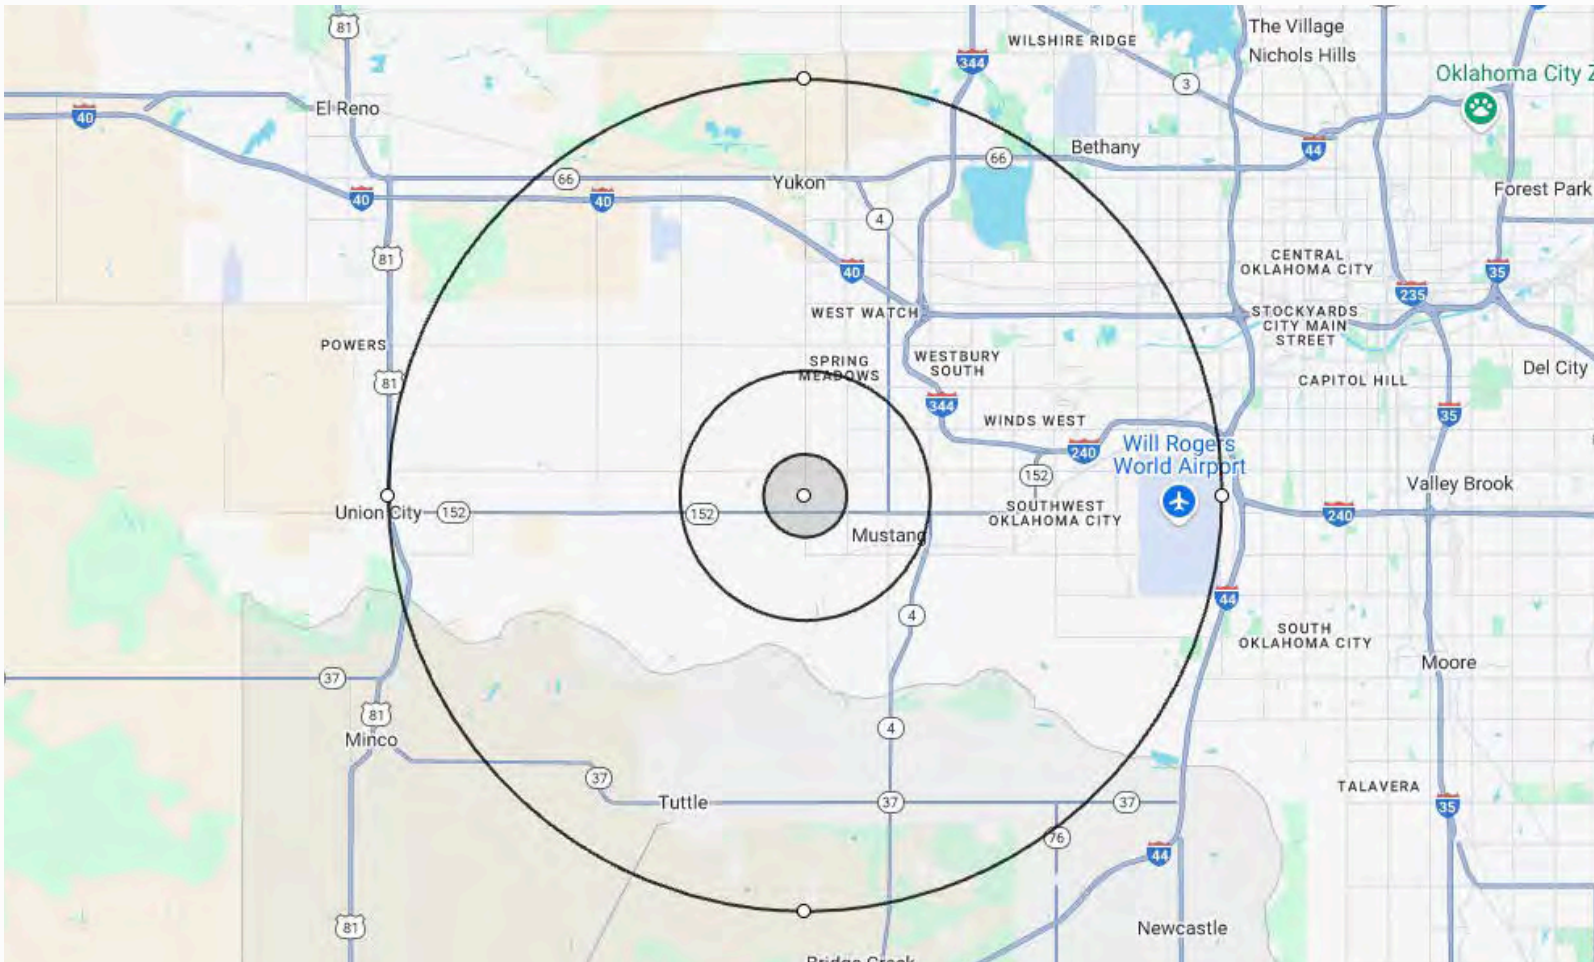 81
The Village
WILSHIRE RIDGE
Nichols Hills
344
Oklahoma City Z
3
El Reno
40
44
Bethany
66
66
Yukon
Forest Park
40
40
4
81
CENTRAL
OKLAHOMA CITY
40
35
235
WEST WATCH
STOCKYARDS
CITY MAIN
STREET
POWERS
SPRING
MEADOWS
WESTBURY
SOUTH
Del City
81
CAPITOL HILL
344
35
WINDS WEST
240
Will Rogers
World Airport
152
Valley Brook
Union City
152
152
SOUTHWEST
OKLAHOMA CITY
240
Mustang
44
4
SOUTH
OKLAHOMA CITY
Moore
37
81
4
Minco
37
TALAVERA
Tuttle
37
37
35
76
44
81
Newcastle
Bridge Creek